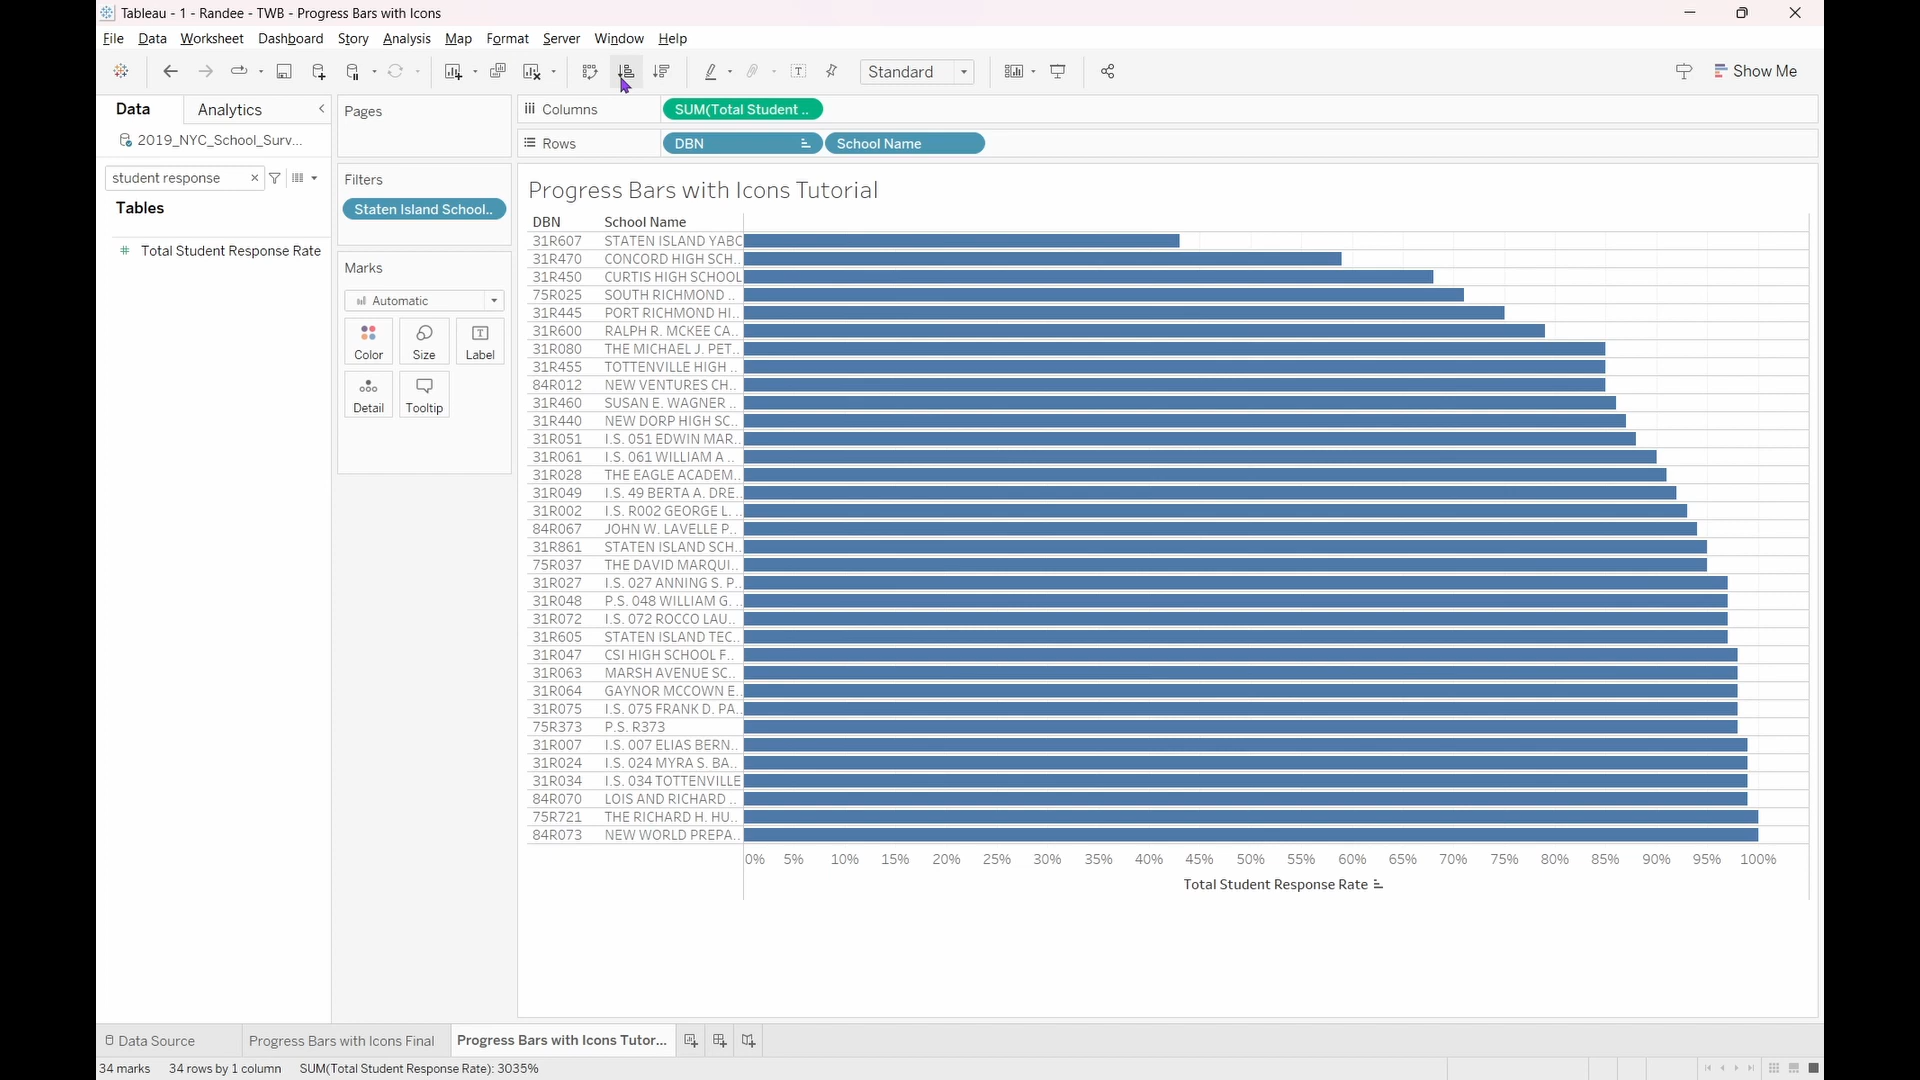 Tableau - 1 - Randee - TWB - Progress Bars with Icons
File Data Worksheet Dashboard Story Analysis Map Format Server Window Help
Standard
Show Me
Data Analytics
2019_NYC_School_Surv...
student response
Tables
Total Student Response Rate
Pages
Filters
Staten Island School..
Marks
Automatic
Color Size Label
Detail Tooltip
Columns SUM(Total Student ..
Rows DBN School Name
Progress Bars with Icons Tutorial
DBN School Name
31R607 STATEN ISLAND YABC
31R470 CONCORD HIGH SCH..
31R450 CURTIS HIGH SCHOOL
75R025 SOUTH RICHMOND ..
31R445 PORT RICHMOND HI..
31R600 RALPH R. MCKEE CA..
31R080 THE MICHAEL J. PET..
31R455 TOTTENVILLE HIGH ..
84R012 NEW VENTURES CH..
31R460 SUSAN E. WAGNER ..
31R440 NEW DORP HIGH SC..
31R051 I.S. 051 EDWIN MAR..
31R061 I.S. 061 WILLIAM A ..
31R028 THE EAGLE ACADEM..
31R049 I.S. 49 BERTA A. DRE..
31R002 I.S. R002 GEORGE L. ..
84R067 JOHN W. LAVELLE P..
31R861 STATEN ISLAND SCH..
75R037 THE DAVID MARQUI..
31R027 I.S. 027 ANNING S. P..
31R048 P.S. 048 WILLIAM G. ..
31R072 I.S. 072 ROCCO LAU..
31R605 STATEN ISLAND TEC..
31R047 CSI HIGH SCHOOL F..
31R063 MARSH AVENUE SC..
31R064 GAYNOR MCCOWN E..
31R075 I.S. 075 FRANK D. PA..
75R373 P.S. R373
31R007 I.S. 007 ELIAS BERN..
31R024 I.S. 024 MYRA S. BA..
31R034 I.S. 034 TOTTENVILLE
84R070 LOIS AND RICHARD ..
75R721 THE RICHARD H. HU..
84R073 NEW WORLD PREPA..
0% 5% 10% 15% 20% 25% 30% 35% 40% 45% 50% 55% 60% 65% 70% 75% 80% 85% 90% 95% 100%
Total Student Response Rate
Data Source Progress Bars with Icons Final Progress Bars with Icons Tutor...
34 marks 34 rows by 1 column SUM(Total Student Response Rate): 3035%